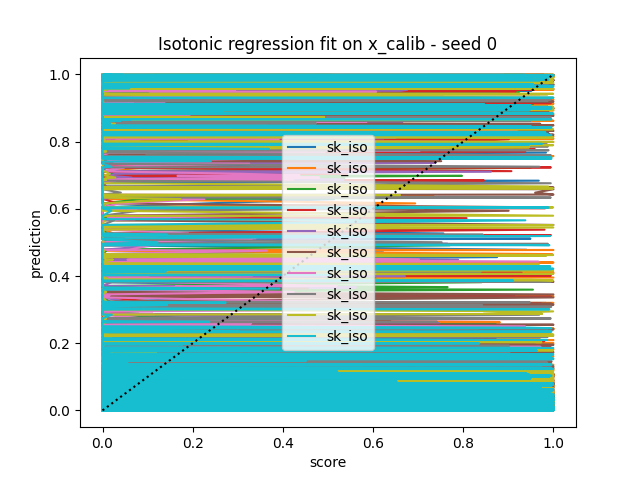 Isotonic regression fit on x_calib - seed 0
prediction
1.0
0.8
0.6
0.4
0.2
0.0
sk_iso
sk_iso
sk_iso
sk_iso
sk_iso
sk_iso
sk_iso
sk_iso
sk_iso
sk_iso
0.0 0.2 0.4 0.6 0.8 1.0
score